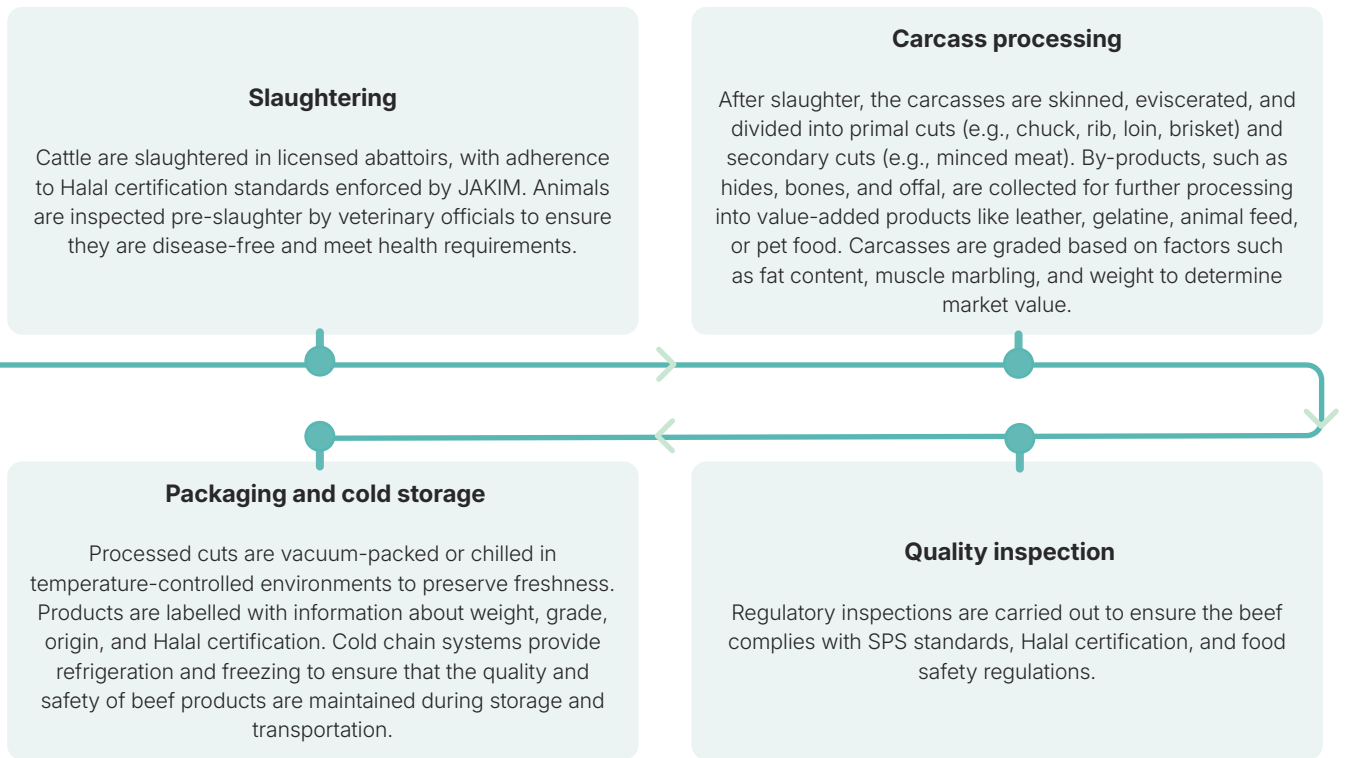 Slaughtering
Cattle are slaughtered in licensed abattoirs, with adherence
to Halal certification standards enforced by JAKIM. Animals
are inspected pre-slaughter by veterinary officials to ensure
they are disease-free and meet health requirements.
Carcass processing
After slaughter, the carcasses are skinned, eviscerated, and
divided into primal cuts (e.g., chuck, rib, loin, brisket) and
secondary cuts (e.g., minced meat). By-products, such as
hides, bones, and offal, are collected for further processing
into value-added products like leather, gelatine, animal feed,
or pet food. Carcasses are graded based on factors such
as fat content, muscle marbling, and weight to determine
market value.
Quality inspection
Regulatory inspections are carried out to ensure the beef
complies with SPS standards, Halal certification, and food
safety regulations.
Packaging and cold storage
Processed cuts are vacuum-packed or chilled in
temperature-controlled environments to preserve freshness.
Products are labelled with information about weight, grade,
origin, and Halal certification. Cold chain systems provide
refrigeration and freezing to ensure that the quality and
safety of beef products are maintained during storage and
transportation.